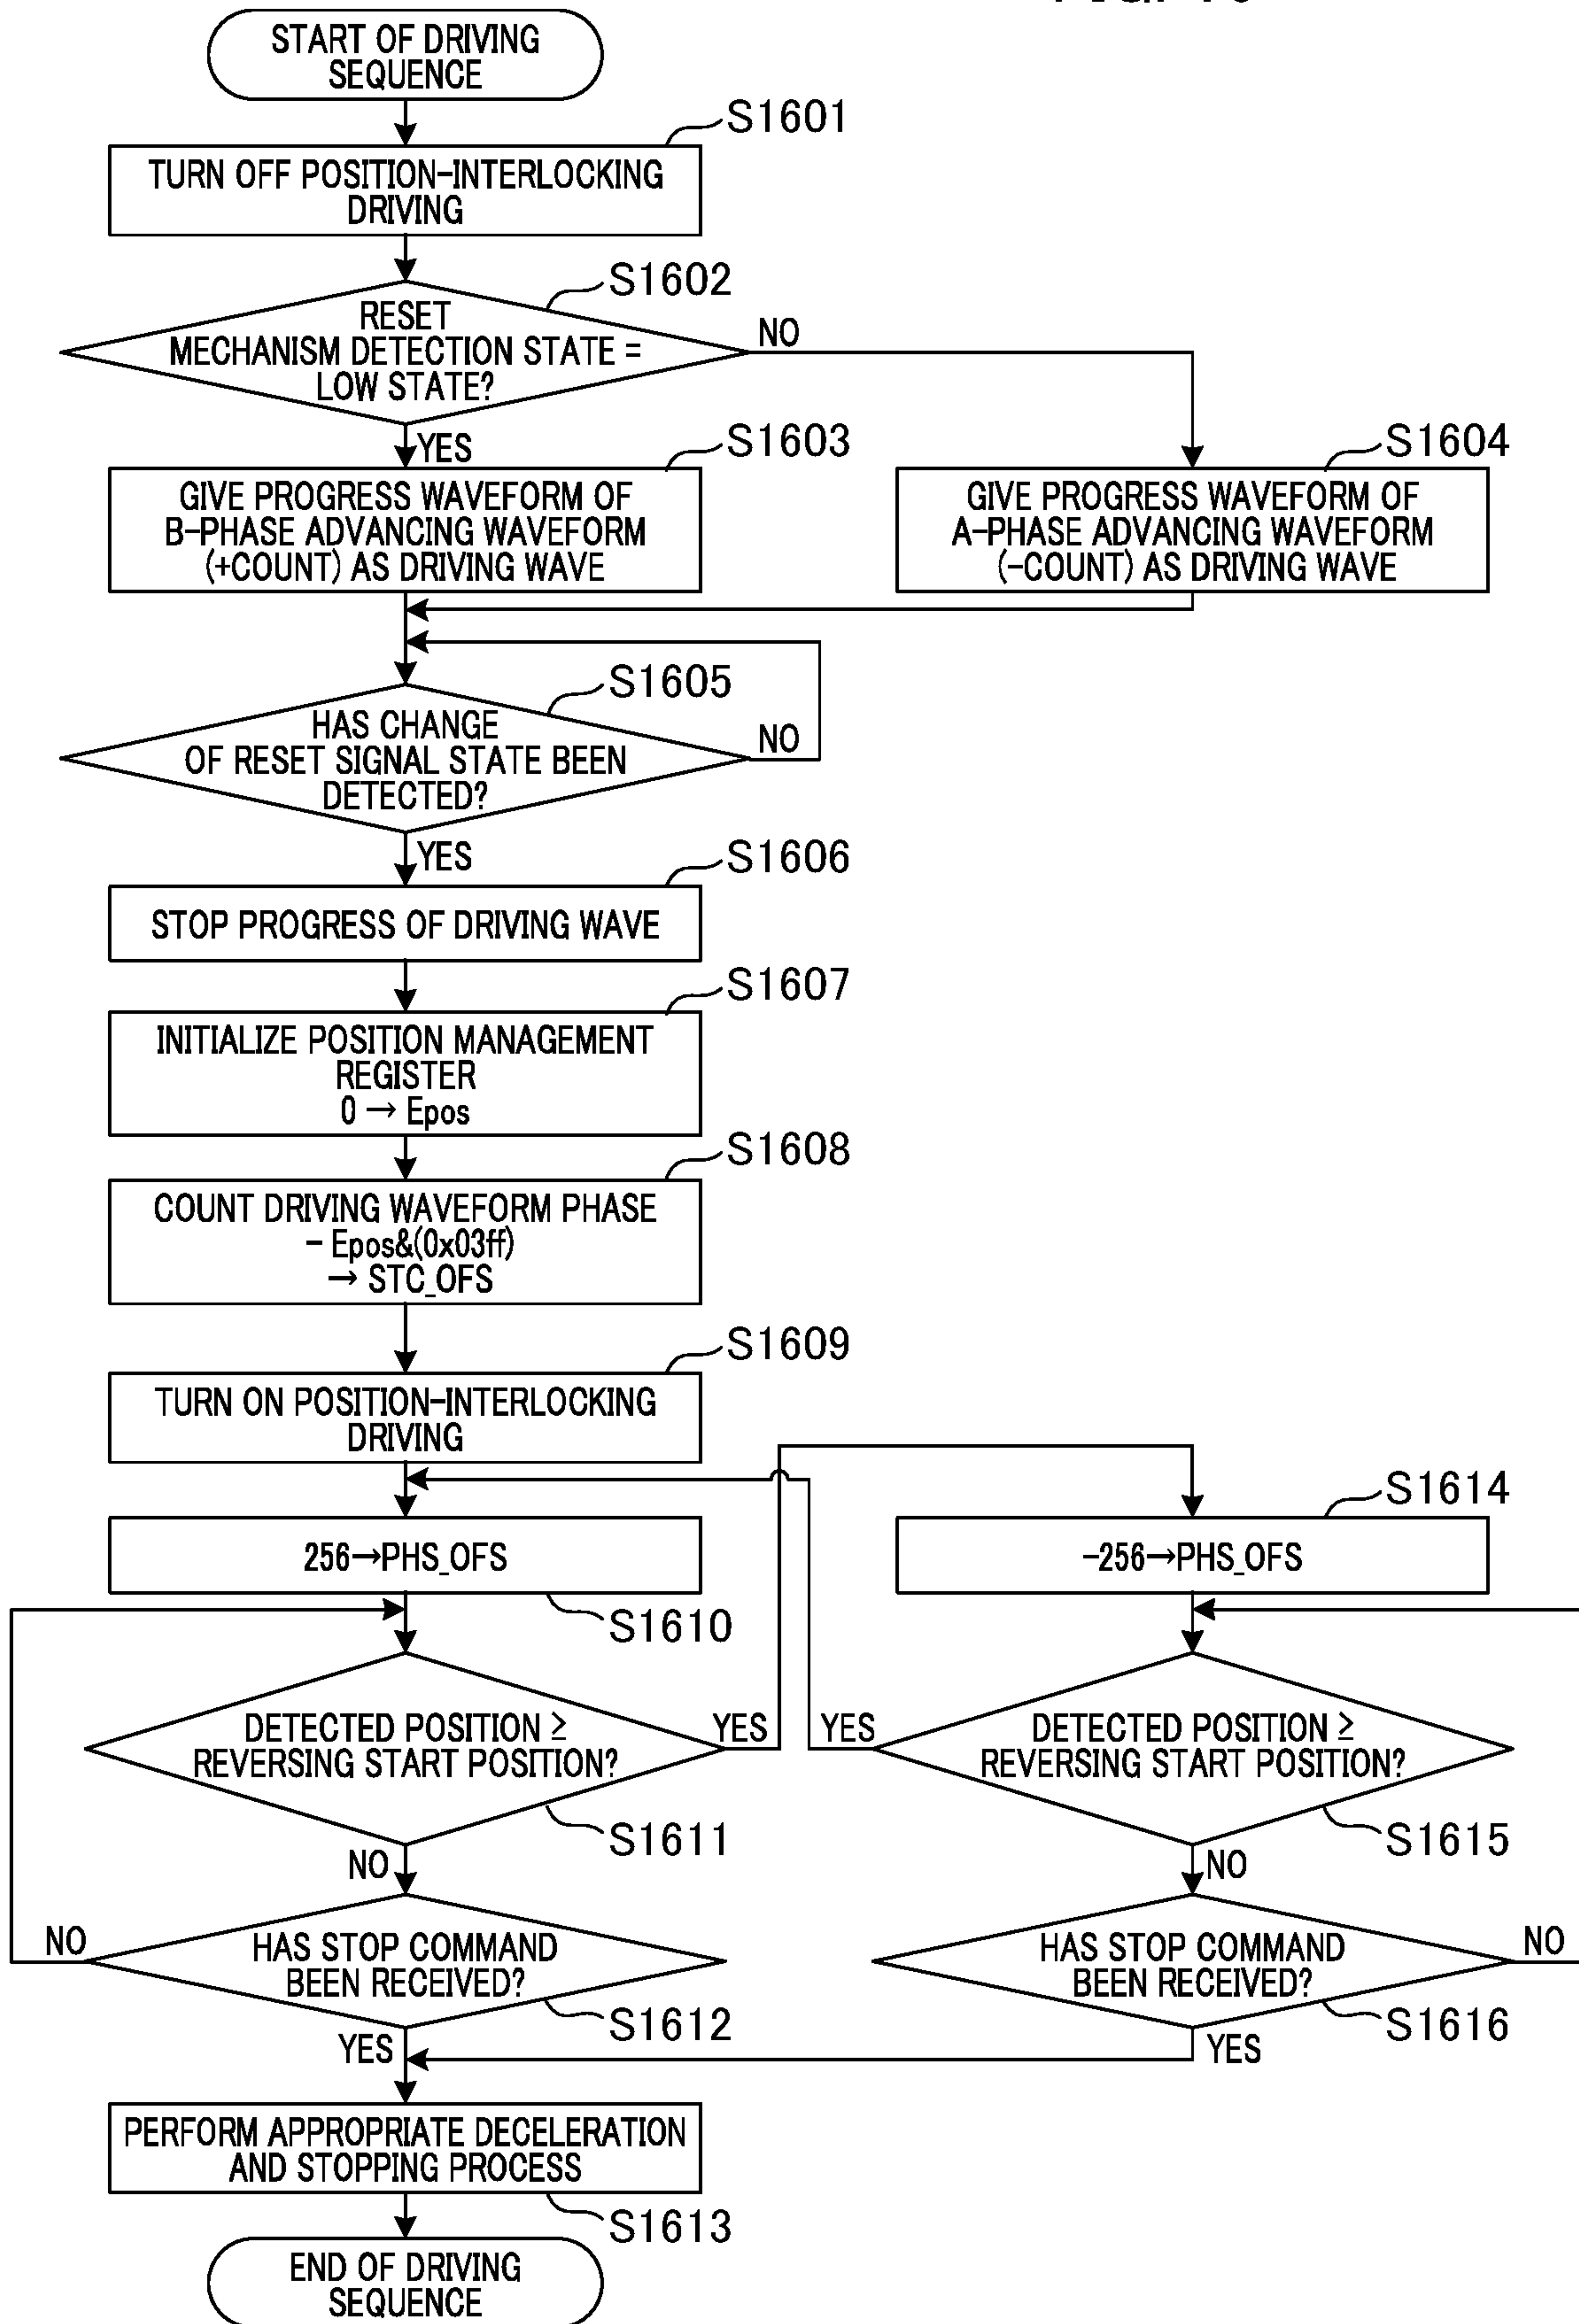 START OF DRIVING
SEQUENCE
S1601
TURN OFF POSITION-INTERLOCKING
DRIVING
S1602
RESET
MECHANISM DETECTION STATE =
LOW STATE?
NO
YES
S1603
GIVE PROGRESS WAVEFORM OF
B-PHASE ADVANCING WAVEFORM
(+COUNT) AS DRIVING WAVE
S1604
GIVE PROGRESS WAVEFORM OF
A-PHASE ADVANCING WAVEFORM
(-COUNT) AS DRIVING WAVE
S1605
HAS CHANGE
OF RESET SIGNAL STATE BEEN
DETECTED?
NO
YES
S1606
STOP PROGRESS OF DRIVING WAVE
S1607
INITIALIZE POSITION MANAGEMENT
REGISTER
0 → Epos
S1608
COUNT DRIVING WAVEFORM PHASE
- Epos&(0x03ff)
→ STC_OFS
S1609
TURN ON POSITION-INTERLOCKING
DRIVING
256→PHS_OFS
S1610
S1614
-256→PHS_OFS
DETECTED POSITION ≥
REVERSING START POSITION?
YES
S1611
NO
YES
DETECTED POSITION ≥
REVERSING START POSITION?
S1615
NO
NO
HAS STOP COMMAND
BEEN RECEIVED?
S1612
YES
HAS STOP COMMAND
BEEN RECEIVED?
NO
S1616
YES
PERFORM APPROPRIATE DECELERATION
AND STOPPING PROCESS
S1613
END OF DRIVING
SEQUENCE